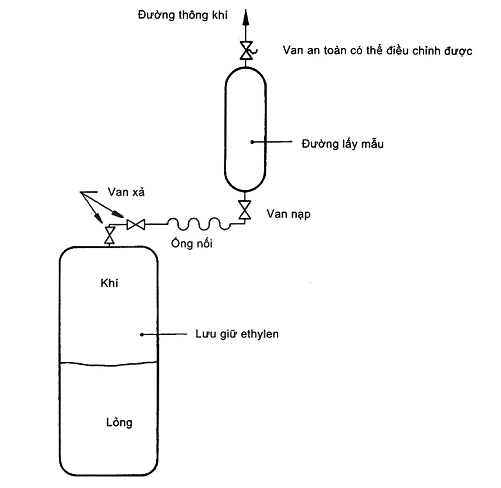 Đường thông khí
Van an toàn có thể điều chỉnh được
Đường lấy mẫu
Van xả
Van nạp
Ống nối
Khí
Lưu giữ ethylen
Lỏng